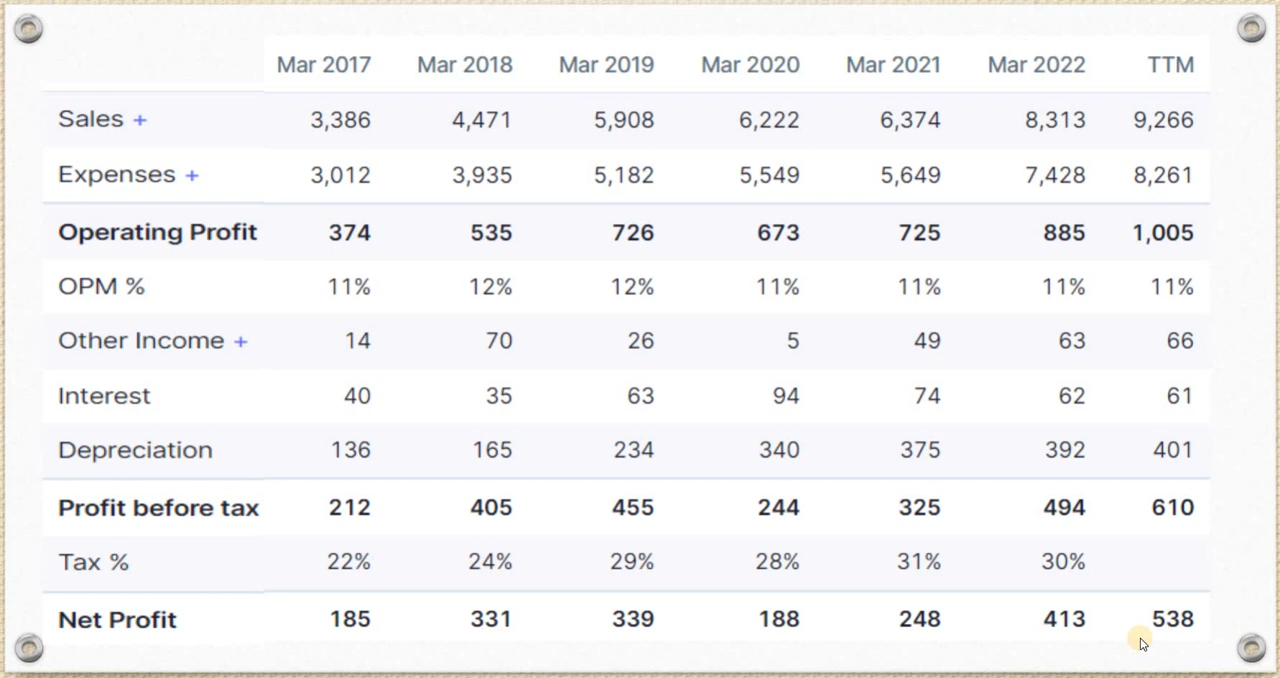 Mar 2017 Mar 2018 Mar 2019 Mar 2020 Mar 2021 Mar 2022 TTM
Sales + 3,386 4,471 5,908 6,222 6,374 8,313 9,266
Expenses + 3,012 3,935 5,182 5,549 5,649 7,428 8,261
Operating Profit 374 535 726 673 725 885 1,005
OPM % 11% 12% 12% 11% 11% 11% 11%
Other Income + 14 70 26 5 49 63 66
Interest 40 35 63 94 74 62 61
Depreciation 136 165 234 340 375 392 401
Profit before tax 212 405 455 244 325 494 610
Tax % 22% 24% 29% 28% 31% 30%
Net Profit 185 331 339 188 248 413 538